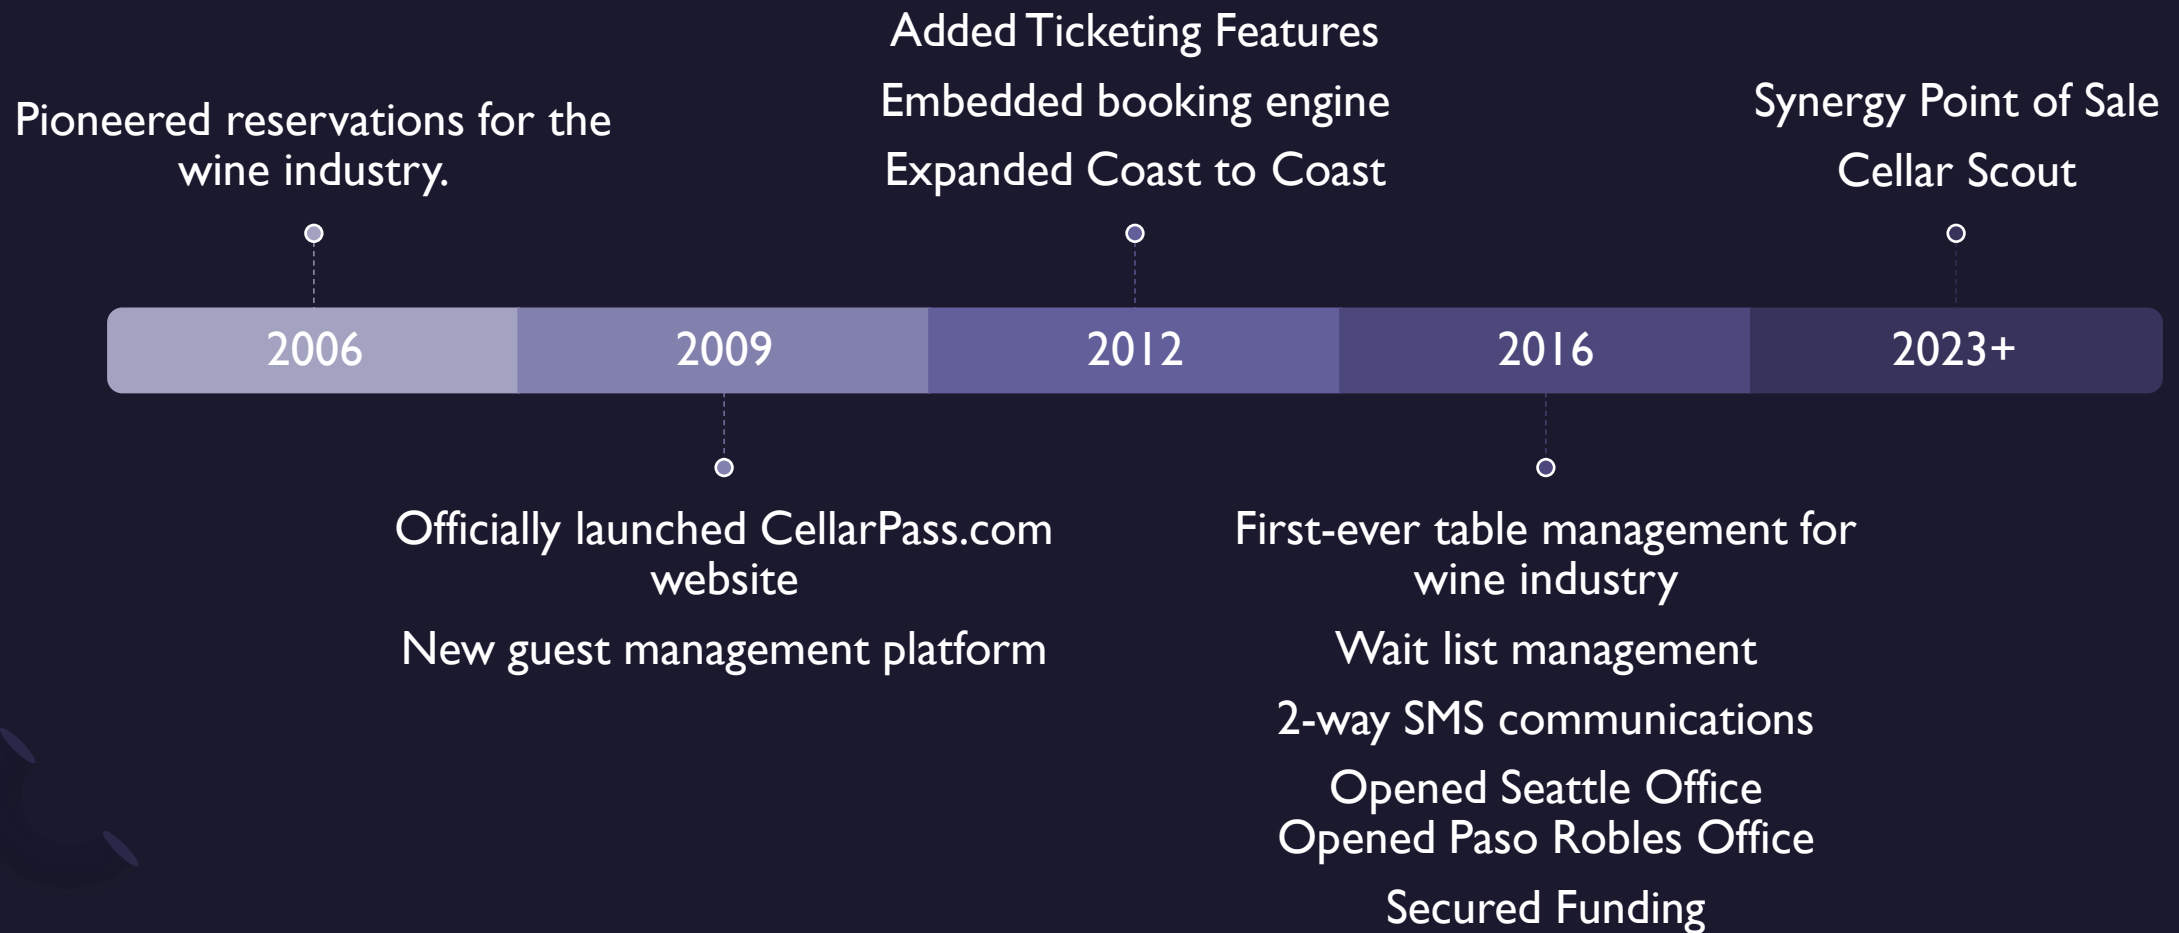 Pioneered reservations for the
wine industry.
Added Ticketing Features
Embedded booking engine
Expanded Coast to Coast
Synergy Point of Sale
Cellar Scout
2006
2009
2012
2016
2023+
Officially launched CellarPass.com
website
New guest management platform
First-ever table management for
wine industry
Wait list management
2-way SMS communications
Opened Seattle Office
Opened Paso Robles Office
Secured Funding